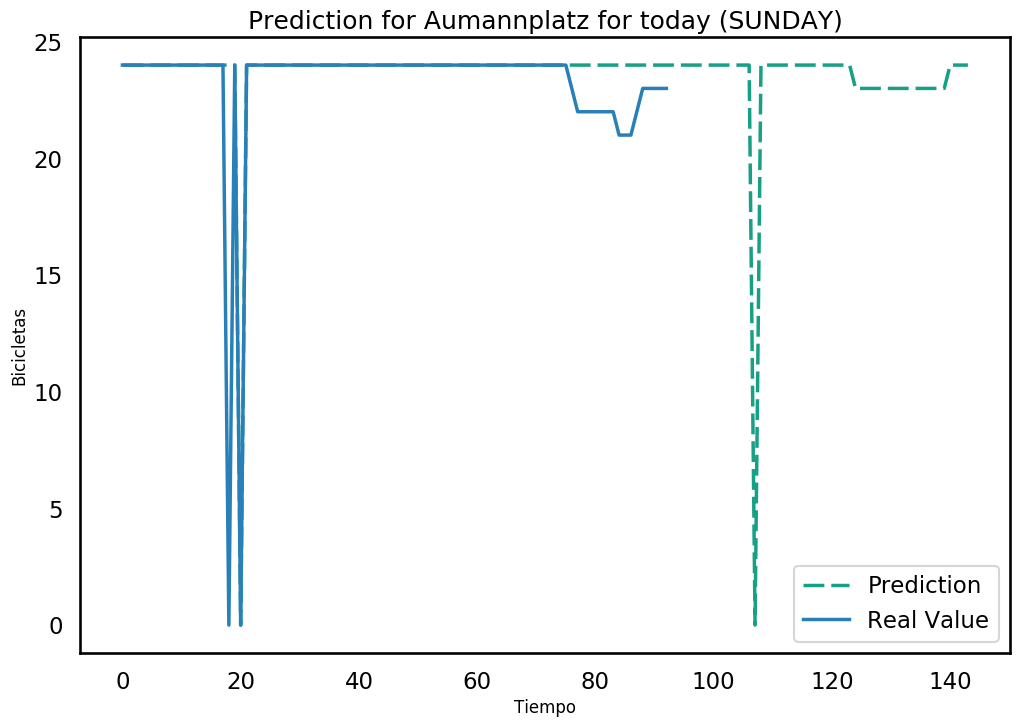 Prediction for Aumannplatz for today (SUNDAY)
25
20
15
10
5
0
Bicicletas
0 20 40 60 80 100 120 140
Tiempo
Prediction
Real Value